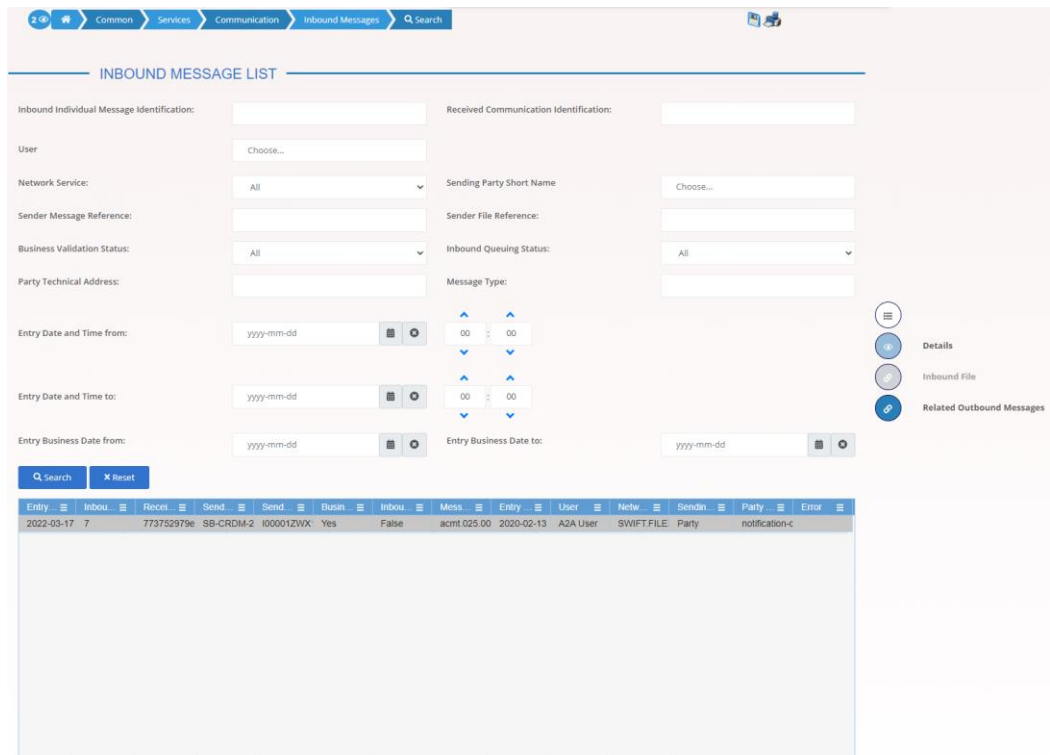 2 Common Services Communication Inbound Messages Search
INBOUND MESSAGE LIST
Inbound Individual Message Identification: Received Communication Identification:
User Choose...
Network Service: All Sending Party Short Name Choose...
Sender Message Reference: Sender File Reference:
Business Validation Status: All Inbound Queuing Status: All
Party Technical Address: Message Type:
Entry Date and Time from: yyyy-mm-dd 00 : 00
Details
Inbound File
Entry Date and Time to: yyyy-mm-dd 00 : 00
Related Outbound Messages
Entry Business Date from: yyyy-mm-dd Entry Business Date to: yyyy-mm-dd
Search Reset
Entry... Inbou... Recei... Send... Send... Busin... Inbou... Mess... Entry ... User Netw... Sendin... Party ... Error
2022-03-17 7 773752979e SB-CRDM-2 I00001ZWX Yes False acmt.025.00 2020-02-13 A2A User SWIFT.FILE Party notification-c